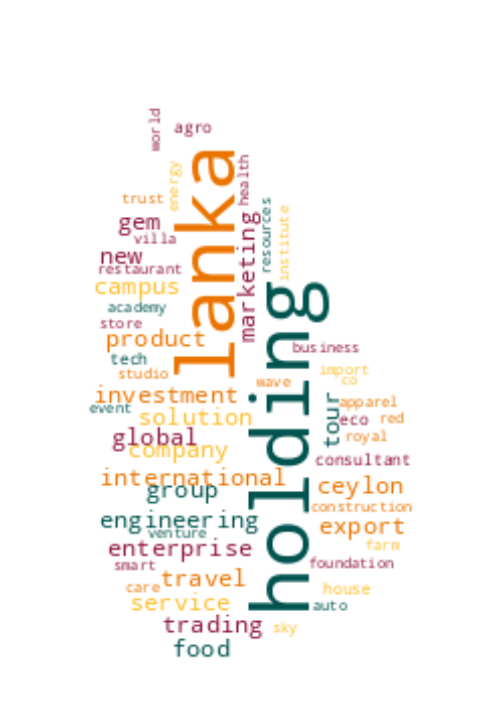 world
agro
lanka
health
energy
trust
resources
institute
gem
marketing
villa
new
restaurant
campus
holding
academy
store
product
business
tech
studio
import
wave
co
investment
apparel
event
solution
tour
eco
red
global
royal
company
consultant
international
ceylon
group
construction
engineering
export
venture
enterprise
farm
smart
foundation
travel
care
house
service
auto
trading
sky
food